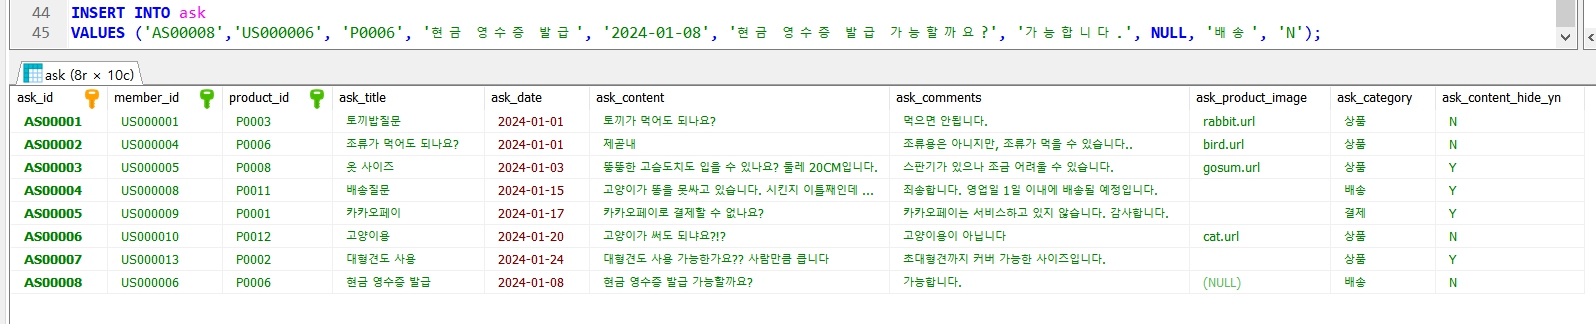 44 INSERT INTO ask
45 VALUES ('AS00008','US000006', 'P0006', '현금 영수증 발급', '2024-01-08', '현금 영수증 발급 가능할까요?', '가능합니다.', NULL, '배송', 'N');
ask (8r × 10c)
ask_id member_id product_id ask_title ask_date ask_content ask_comments ask_product_image ask_category ask_content_hide_yn
AS00001 US000001 P0003 토끼밥질문 2024-01-01 토끼가 먹어도 되나요? 먹으면 안됩니다. rabbit.url 상품 N
AS00002 US000004 P0006 조류가 먹어도 되나요? 2024-01-01 제곧내 조류용은 아니지만, 조류가 먹을 수 있습니다.. bird.url 상품 N
AS00003 US000005 P0008 옷 사이즈 2024-01-03 뚱뚱한 고슴도치도 입을 수 있나요? 둘레 20CM입니다. 스판기가 있으나 조금 어려울 수 있습니다. gosum.url 상품 Y
AS00004 US000008 P0011 배송질문 2024-01-15 고양이가 똥을 못싸고 있습니다. 시킨지 이틀째인데 ... 죄송합니다. 영업일 1일 이내에 배송될 예정입니다. 배송 Y
AS00005 US000009 P0001 카카오페이 2024-01-17 카카오페이로 결제할 수 없나요? 카카오페이는 서비스하고 있지 않습니다. 감사합니다. 결제 Y
AS00006 US000010 P0012 고양이용 2024-01-20 고양이가 써도 되냐요?!? 고양이용이 아닙니다 cat.url 상품 N
AS00007 US000013 P0002 대형견도 사용 2024-01-24 대형견도 사용 가능한가요?? 사람만큼 큽니다 초대형견까지 커버 가능한 사이즈입니다. 상품 Y
AS00008 US000006 P0006 현금 영수증 발급 2024-01-08 현금 영수증 발급 가능할까요? 가능합니다. (NULL) 배송 N